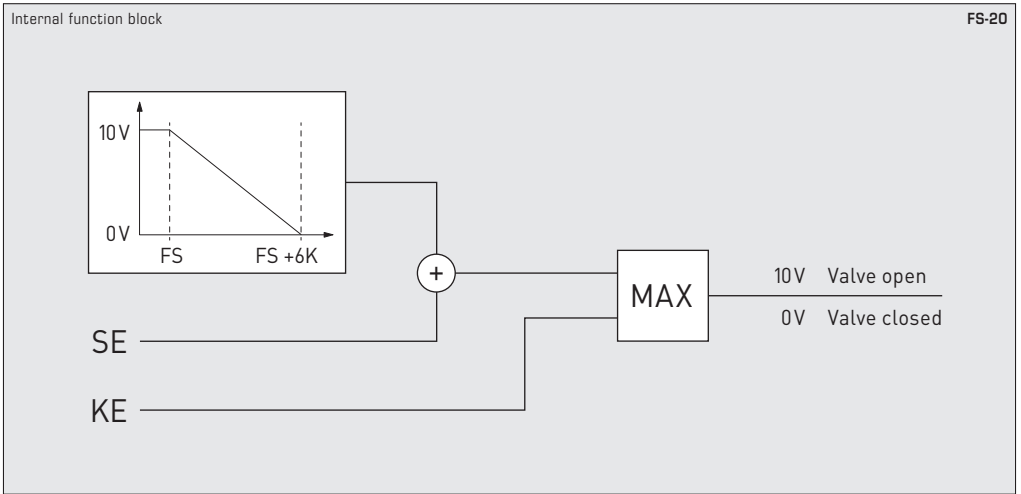 Internal function block
FS-20
10V
0V
FS
FS +6K
+
SE
KE
MAX
10V Valve open
0V Valve closed